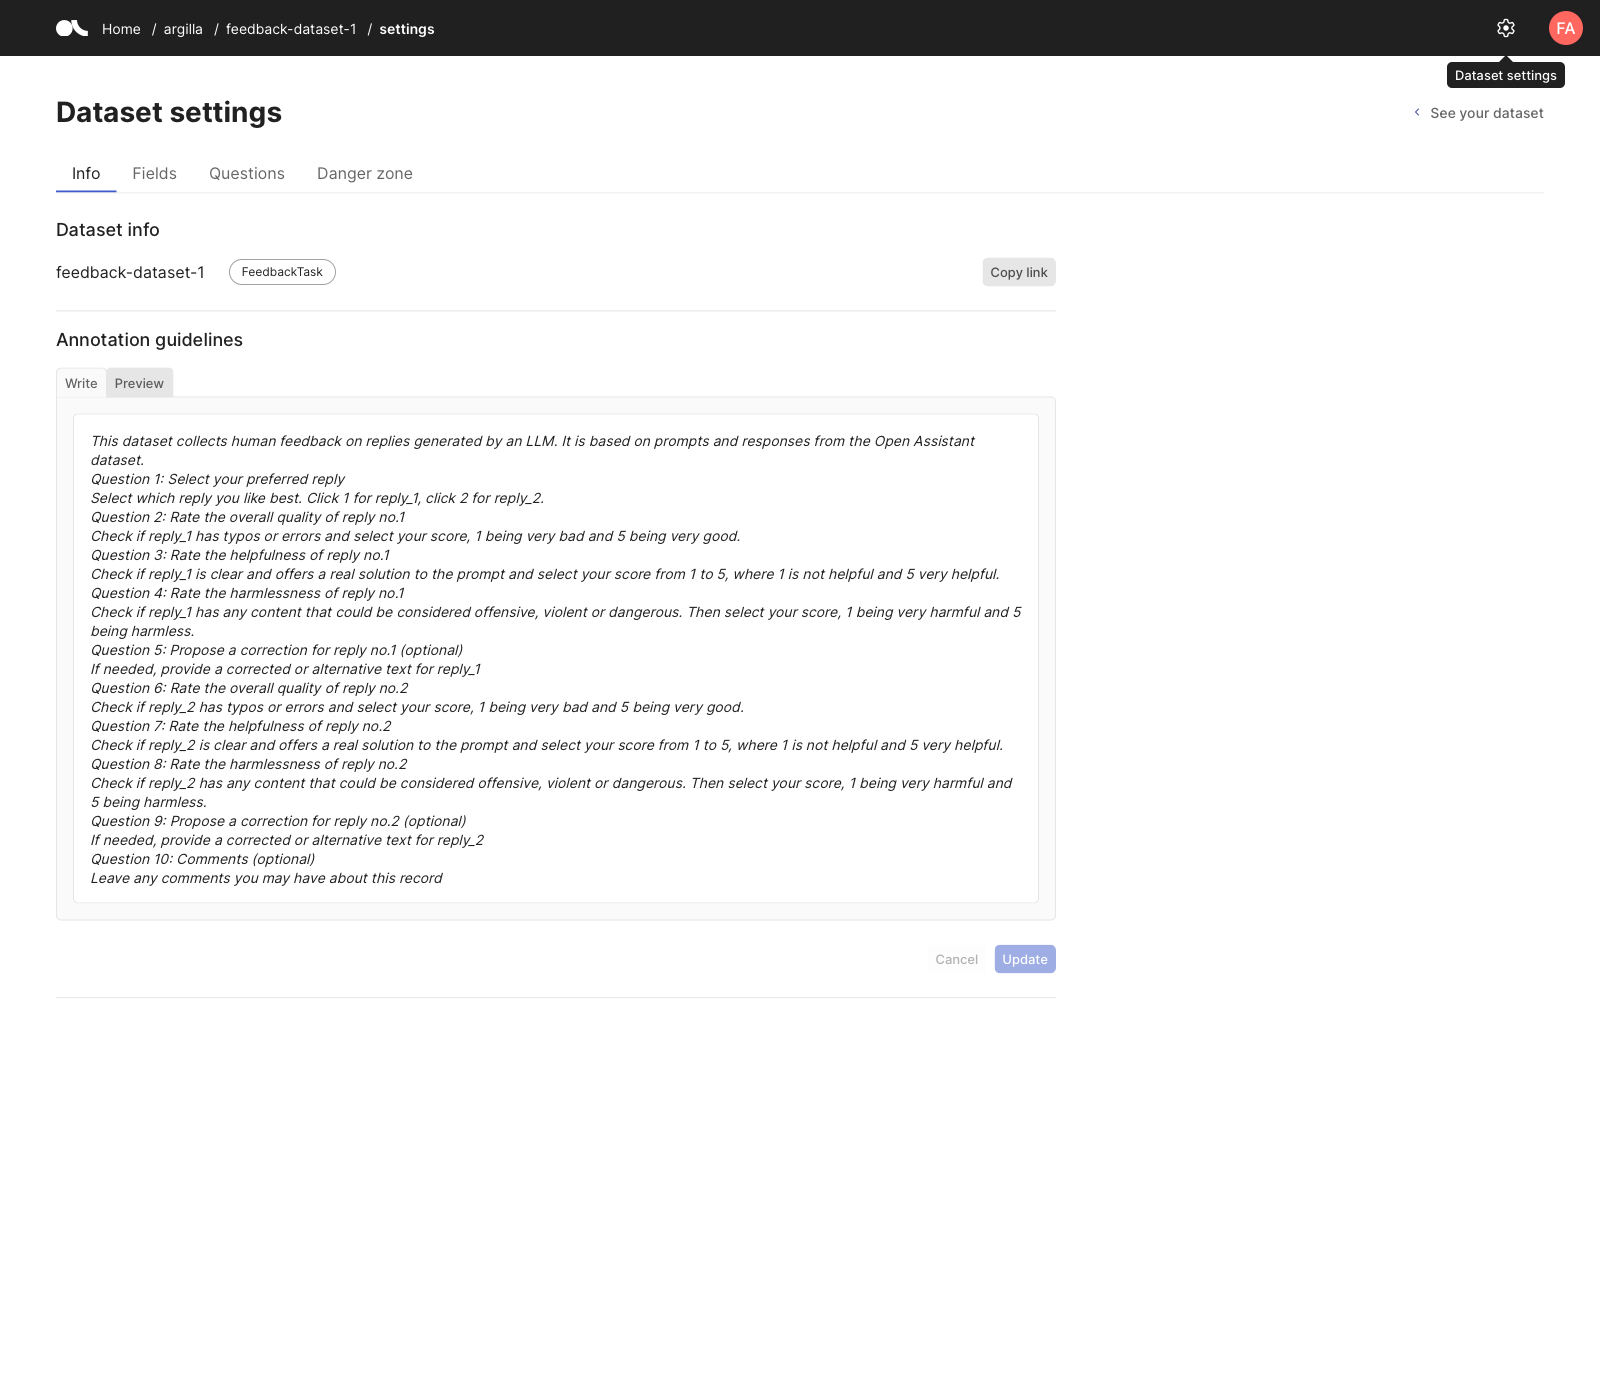 Home / argilla / feedback-dataset-1 / settings
FA
Dataset settings
Dataset settings
See your dataset
Info Fields Questions Danger zone
Dataset info
feedback-dataset-1 FeedbackTask Copy link
Annotation guidelines
Write Preview
This dataset collects human feedback on replies generated by an LLM. It is based on prompts and responses from the Open Assistant
dataset.
Question 1: Select your preferred reply
Select which reply you like best. Click 1 for reply_1, click 2 for reply_2.
Question 2: Rate the overall quality of reply no.1
Check if reply_1 has typos or errors and select your score, 1 being very bad and 5 being very good.
Question 3: Rate the helpfulness of reply no.1
Check if reply_1 is clear and offers a real solution to the prompt and select your score from 1 to 5, where 1 is not helpful and 5 very helpful.
Question 4: Rate the harmlessness of reply no.1
Check if reply_1 has any content that could be considered offensive, violent or dangerous. Then select your score, 1 being very harmful and 5
being harmless.
Question 5: Propose a correction for reply no.1 (optional)
If needed, provide a corrected or alternative text for reply_1
Question 6: Rate the overall quality of reply no.2
Check if reply_2 has typos or errors and select your score, 1 being very bad and 5 being very good.
Question 7: Rate the helpfulness of reply no.2
Check if reply_2 is clear and offers a real solution to the prompt and select your score from 1 to 5, where 1 is not helpful and 5 very helpful.
Question 8: Rate the harmlessness of reply no.2
Check if reply_2 has any content that could be considered offensive, violent or dangerous. Then select your score, 1 being very harmful and
5 being harmless.
Question 9: Propose a correction for reply no.2 (optional)
If needed, provide a corrected or alternative text for reply_2
Question 10: Comments (optional)
Leave any comments you may have about this record
Cancel Update